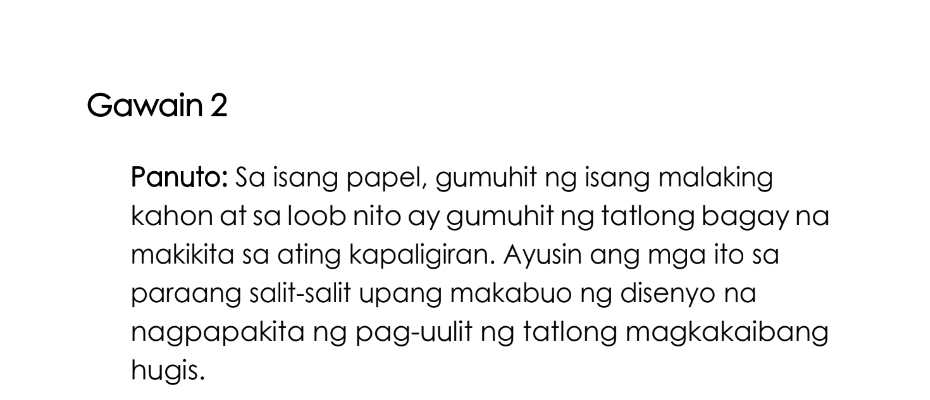 Gawain 2
Panuto: Sa isang papel, gumuhit ng isang malaking
kahon at sa loob nito ay gumuhit ng tatlong bagay na
makikita sa ating kapaligiran. Ayusin ang mga ito sa
paraang salit-salit upang makabuo ng disenyo na
nagpapakita ng pag-uulit ng tatlong magkakaibang
hugis.